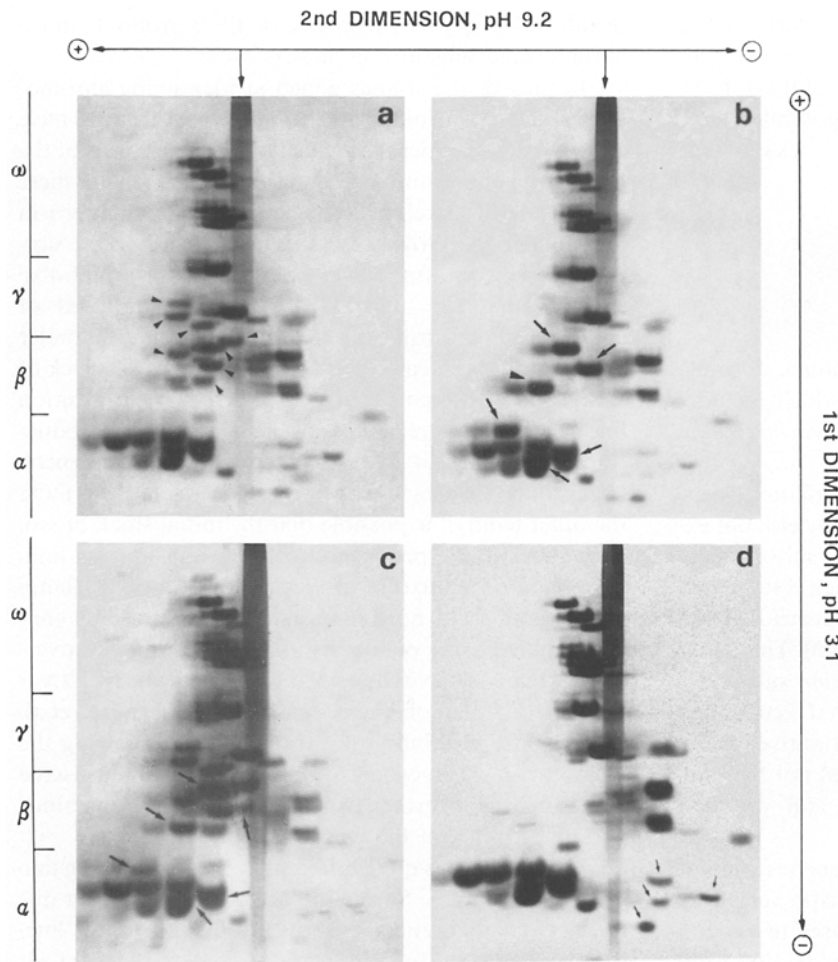 2nd DIMENSION, pH 9.2
+ −
a b
+
ω
γ
β
α
1st DIMENSION, pH 3.1
c d
ω
γ
β
α
−